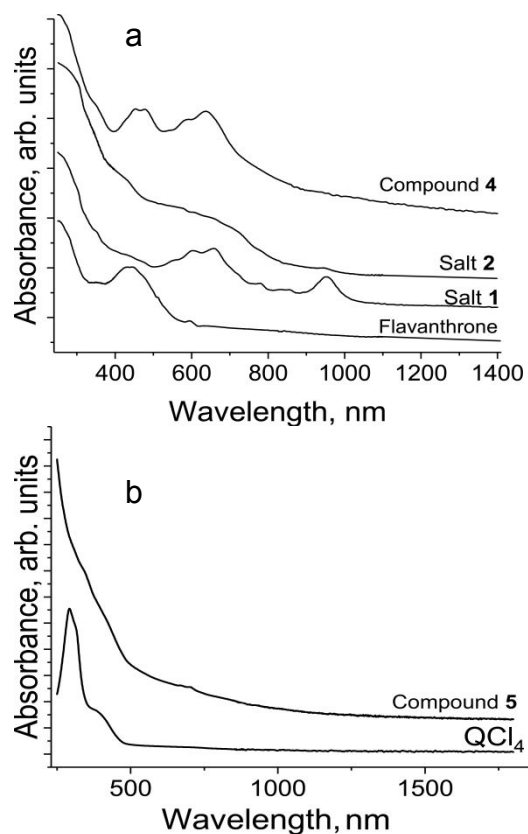 a
Absorbance, arb. units
Compound 4
Salt 2
Salt 1
Flavanthrone
400 600 800 1000 1200 1400
Wavelength, nm
b
Absorbance, arb. units
Compound 5
QCl4
500 1000 1500
Wavelength, nm